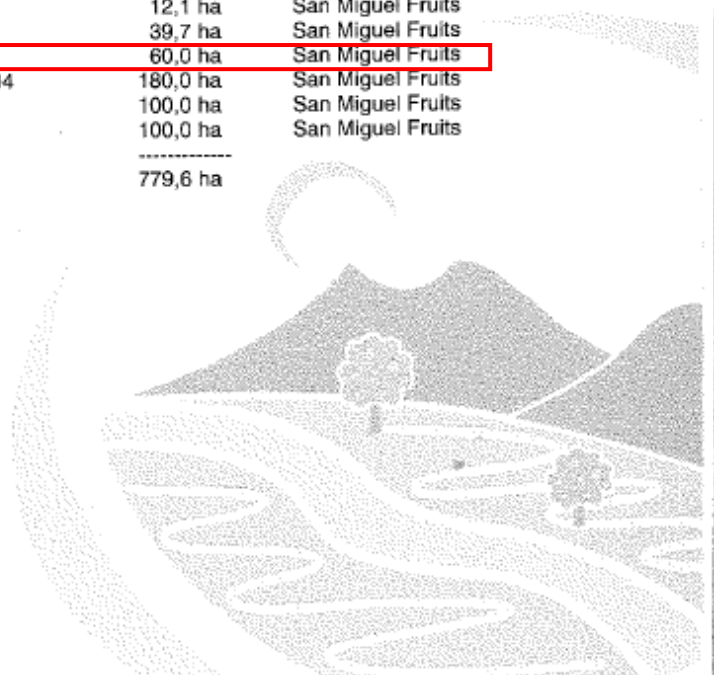 12,1 ha San Miguel Fruits
39,7 ha San Miguel Fruits
60,0 ha San Miguel Fruits
180,0 ha San Miguel Fruits
100,0 ha San Miguel Fruits
100,0 ha San Miguel Fruits
-------------
779,6 ha